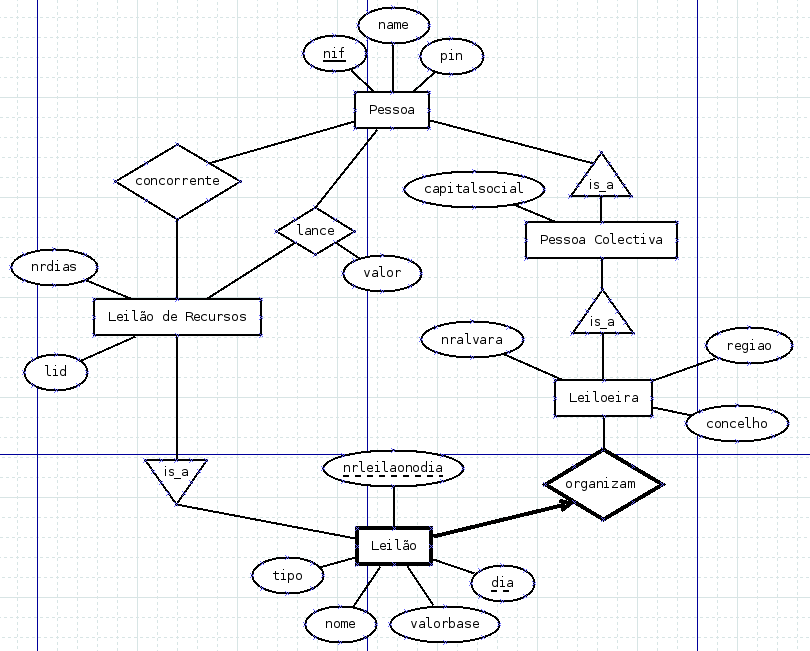 name
nif
pin
Pessoa
concorrente
is_a
capitalsocial
lance
Pessoa Colectiva
nrdias
valor
Leilão de Recursos
is_a
nralvara
regiao
lid
Leiloeira
concelho
is_a
nrleilaonodia
organizam
Leilão
tipo
dia
nome
valorbase